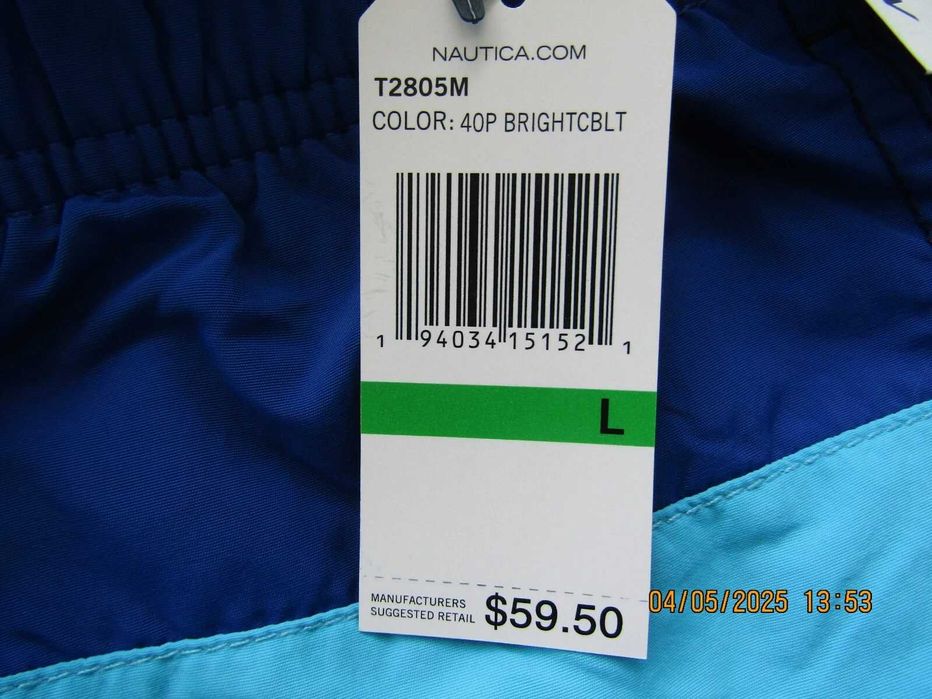 NAUTICA.COM
T2805M
COLOR: 40P BRIGHTCBLT
1 94034 15152 1
L
MANUFACTURERS
SUGGESTED RETAIL $59.50
04/05/2025 13:53